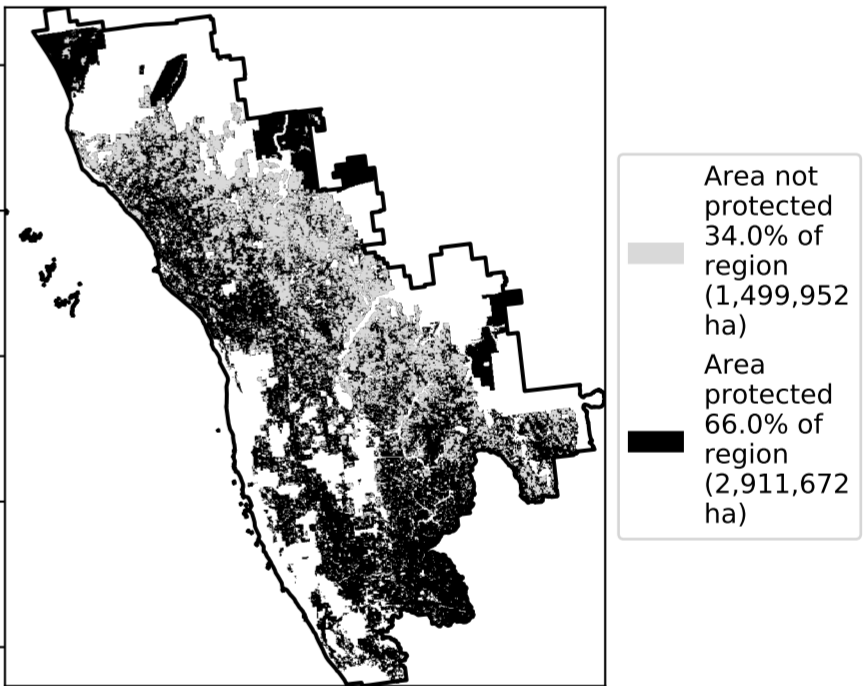 Area not
protected
34.0% of
region
(1,499,952
ha)
Area
protected
66.0% of
region
(2,911,672
ha)